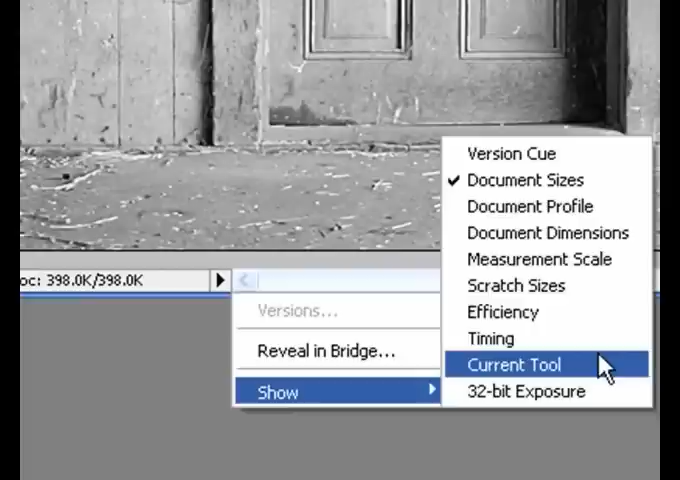 Version Cue
Document Sizes
Document Profile
Document Dimensions
Measurement Scale
oc: 398.0K/398.0K
Scratch Sizes
Versions...
Efficiency
Timing
Reveal in Bridge...
Current Tool
Show
32-bit Exposure